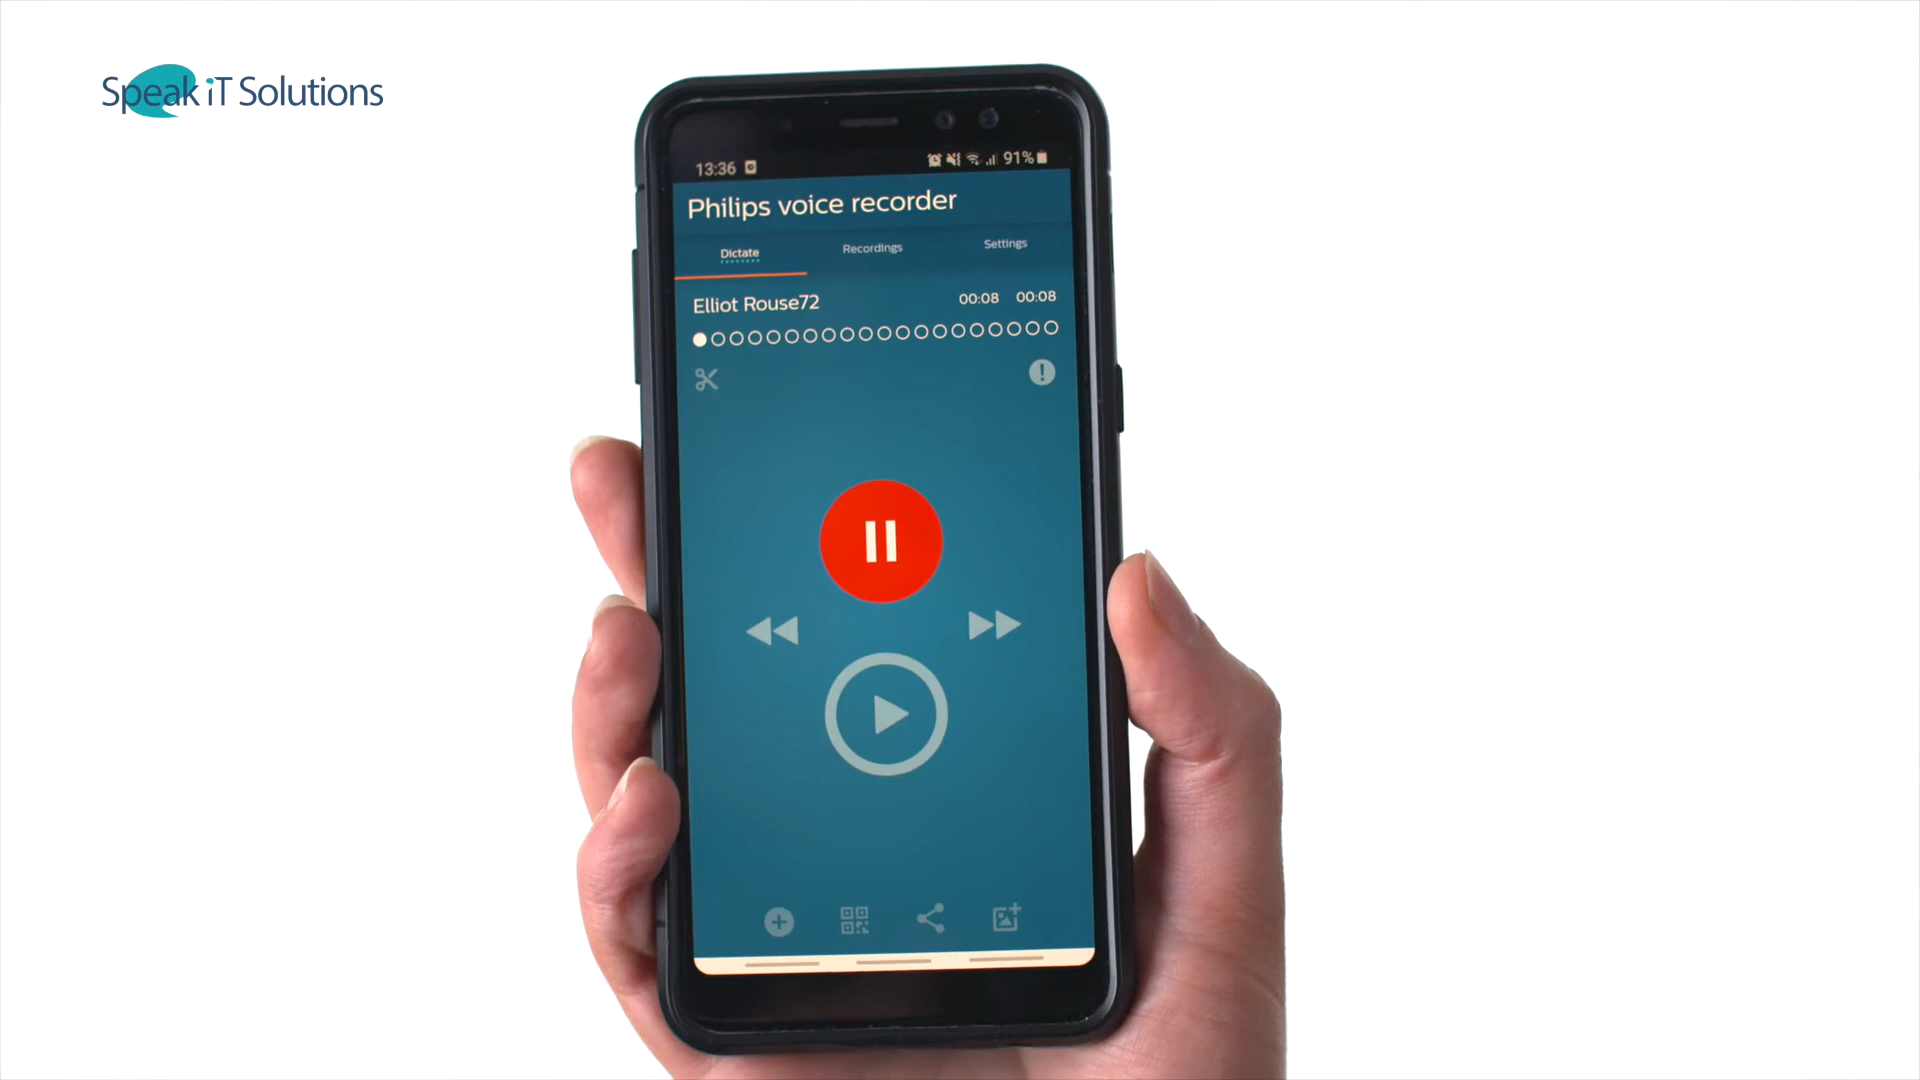 Speak iT Solutions
13:36 91%
Philips voice recorder
Dictate Recordings Settings
Elliot Rouse72 00:08 00:08